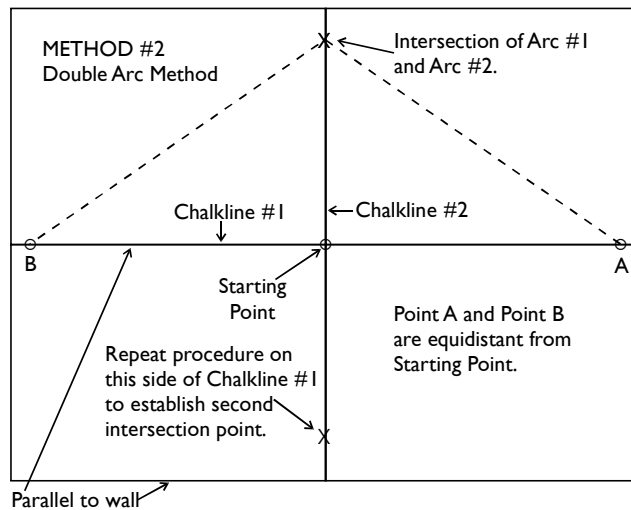 METHOD #2
Double Arc Method
X
Intersection of Arc #1
and Arc #2.
Chalkline #1
Chalkline #2
B
A
Starting
Point
Point A and Point B
are equidistant from
Starting Point.
Repeat procedure on
this side of Chalkline #1
to establish second
intersection point.
X
Parallel to wall